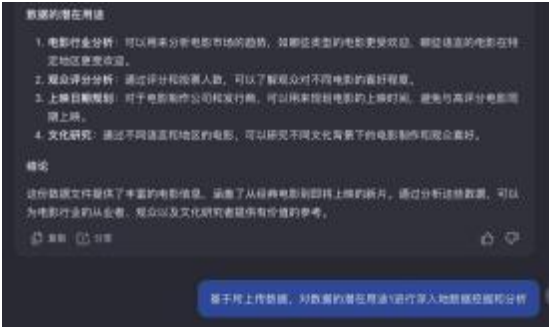 数据的潜在用途
1. 电影行业分析：可以用来分析电影市场的趋势，如哪些类型的电影更受欢迎，哪些语言的电影在特
定地区更受欢迎。
2. 观众评分分析：通过评分和投票人数，可以了解观众对不同电影的喜好程度。
3. 上映日期规划：对于电影制作公司和发行商，可以用来规划电影的上映时间，避免与高评分电影同
期上映。
4. 文化研究：通过不同语言和地区的电影，可以研究不同文化背景下的电影制作和观众喜好。
结论
这份数据文件提供了丰富的电影信息，涵盖了从经典电影到即将上映的新片。通过分析这些数据，可以
为电影行业的从业者、观众以及文化研究者提供有价值的参考。
复制 分享
基于所上传数据，对数据的潜在用途1进行深入地数据挖掘和分析